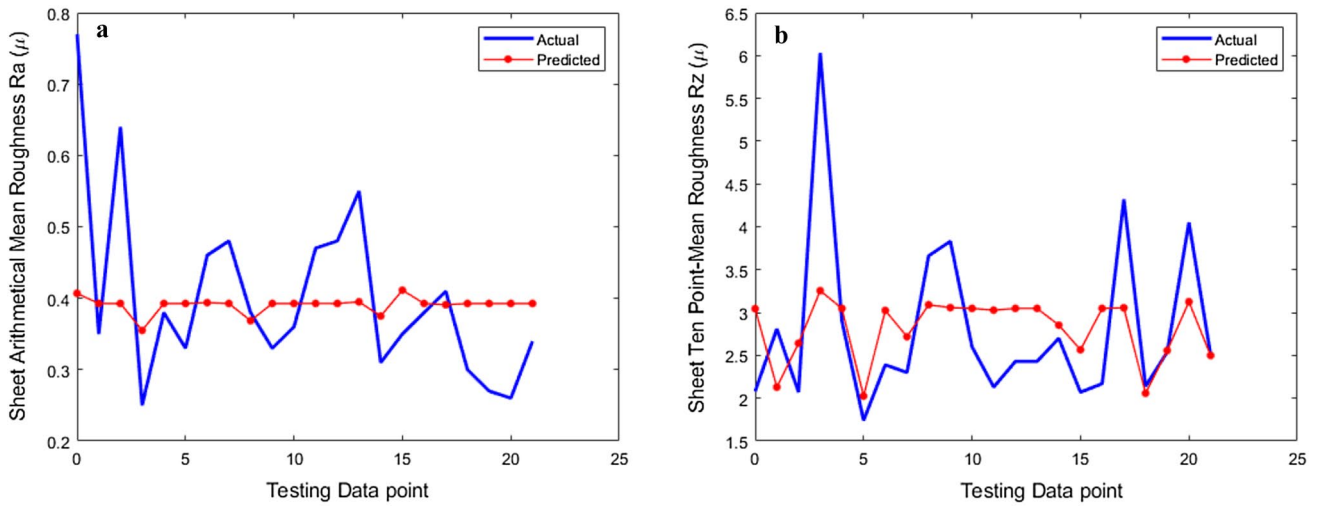 a
Actual
Predicted
Sheet Arithmetical Mean Roughness Ra (μ)
0.8
0.7
0.6
0.5
0.4
0.3
0.2
0 5 10 15 20 25
Testing Data point
b
Actual
Predicted
Sheet Ten Point-Mean Roughness Rz (μ)
6.5
6
5.5
5
4.5
4
3.5
3
2.5
2
1.5
0 5 10 15 20 25
Testing Data point